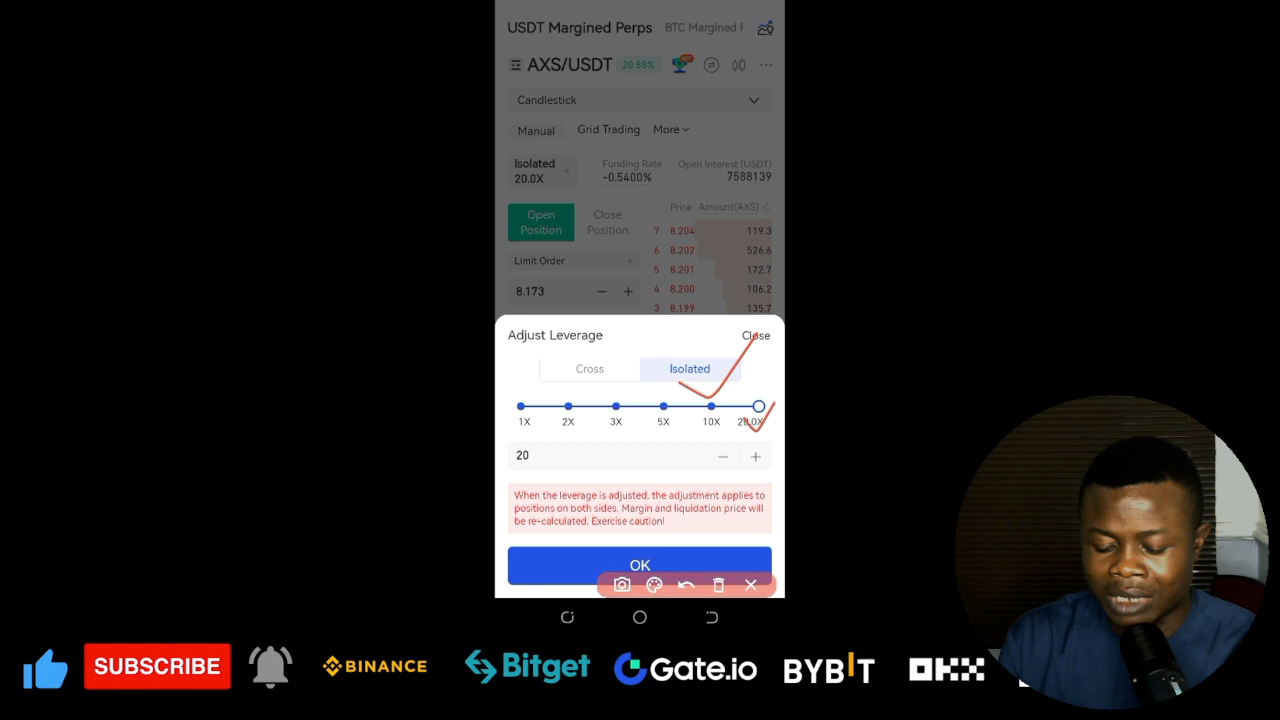 USDT Margined Perps BTC Margined
AXS/USDT 20.88%
Candlestick
Manual Grid Trading More
Isolated
20.0X
Funding Rate
-0.5400%
Open Interest (USDT)
7588139
Open
Position
Close
Position
Price Amount(AXS)
7 8.204 119.3
6 8.202 526.6
5 8.201 172.7
4 8.200 106.2
3 8.199 135.7
Limit Order
8.173 − +
Adjust Leverage Close
Cross Isolated
1X 2X 3X 5X 10X 20.0X
20 − +
When the leverage is adjusted, the adjustment applies to
positions on both sides. Margin and liquidation price will
be re-calculated. Exercise caution!
OK
SUBSCRIBE BINANCE Bitget Gate.io BYBIT OKX